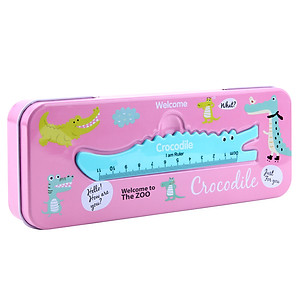 Welcome
What?
Crocodile
I am Ruler
Hello!
How are
you?
Welcome to
The ZOO
Crocodile
Just
For you